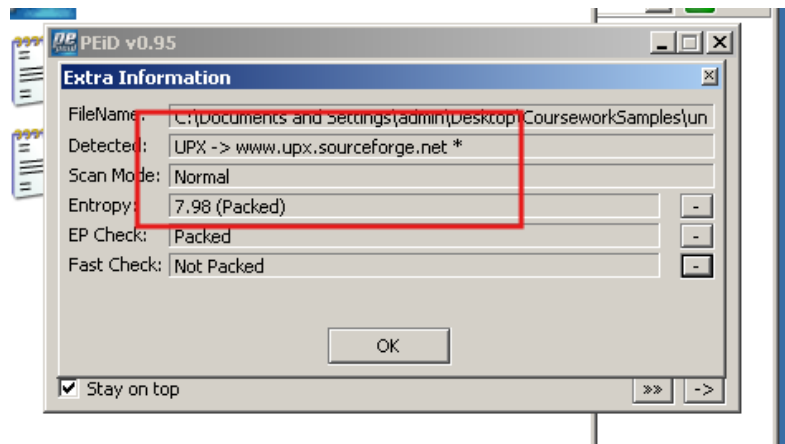 PEiD v0.95
Extra Information
FileName: C:\Documents and Settings\admin\Desktop\CourseworkSamples\un
Detected: UPX -> www.upx.sourceforge.net *
Scan Mode: Normal
Entropy: 7.98 (Packed) -
EP Check: Packed -
Fast Check: Not Packed -
OK
Stay on top »» ->